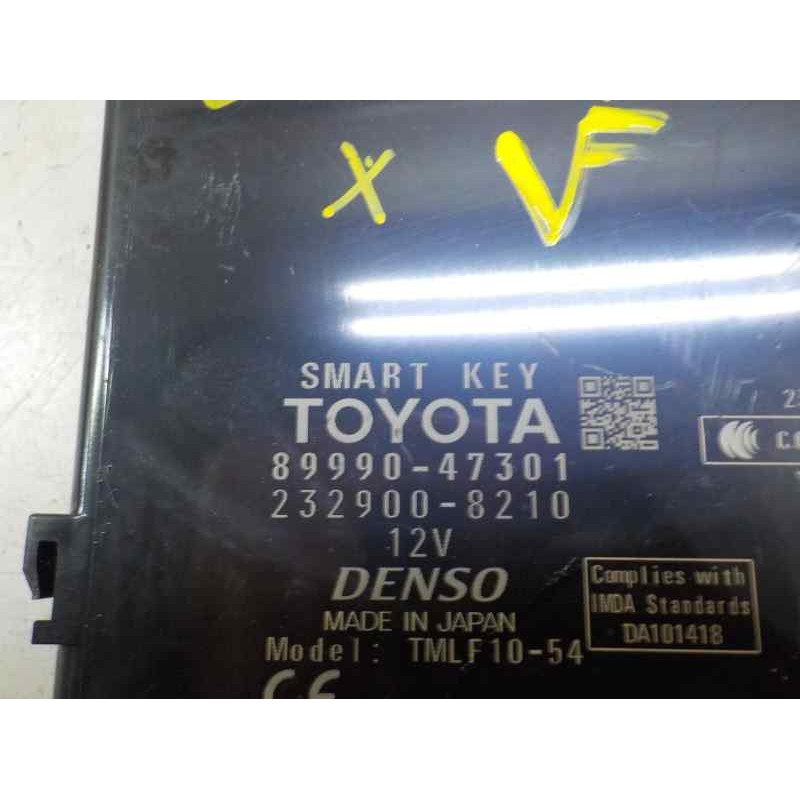 x VF
SMART KEY
TOYOTA
89990-47301
232900-8210
12V
DENSO
MADE IN JAPAN
Model: TMLF10-54
CE
Complies with
IMDA Standards
DA101418